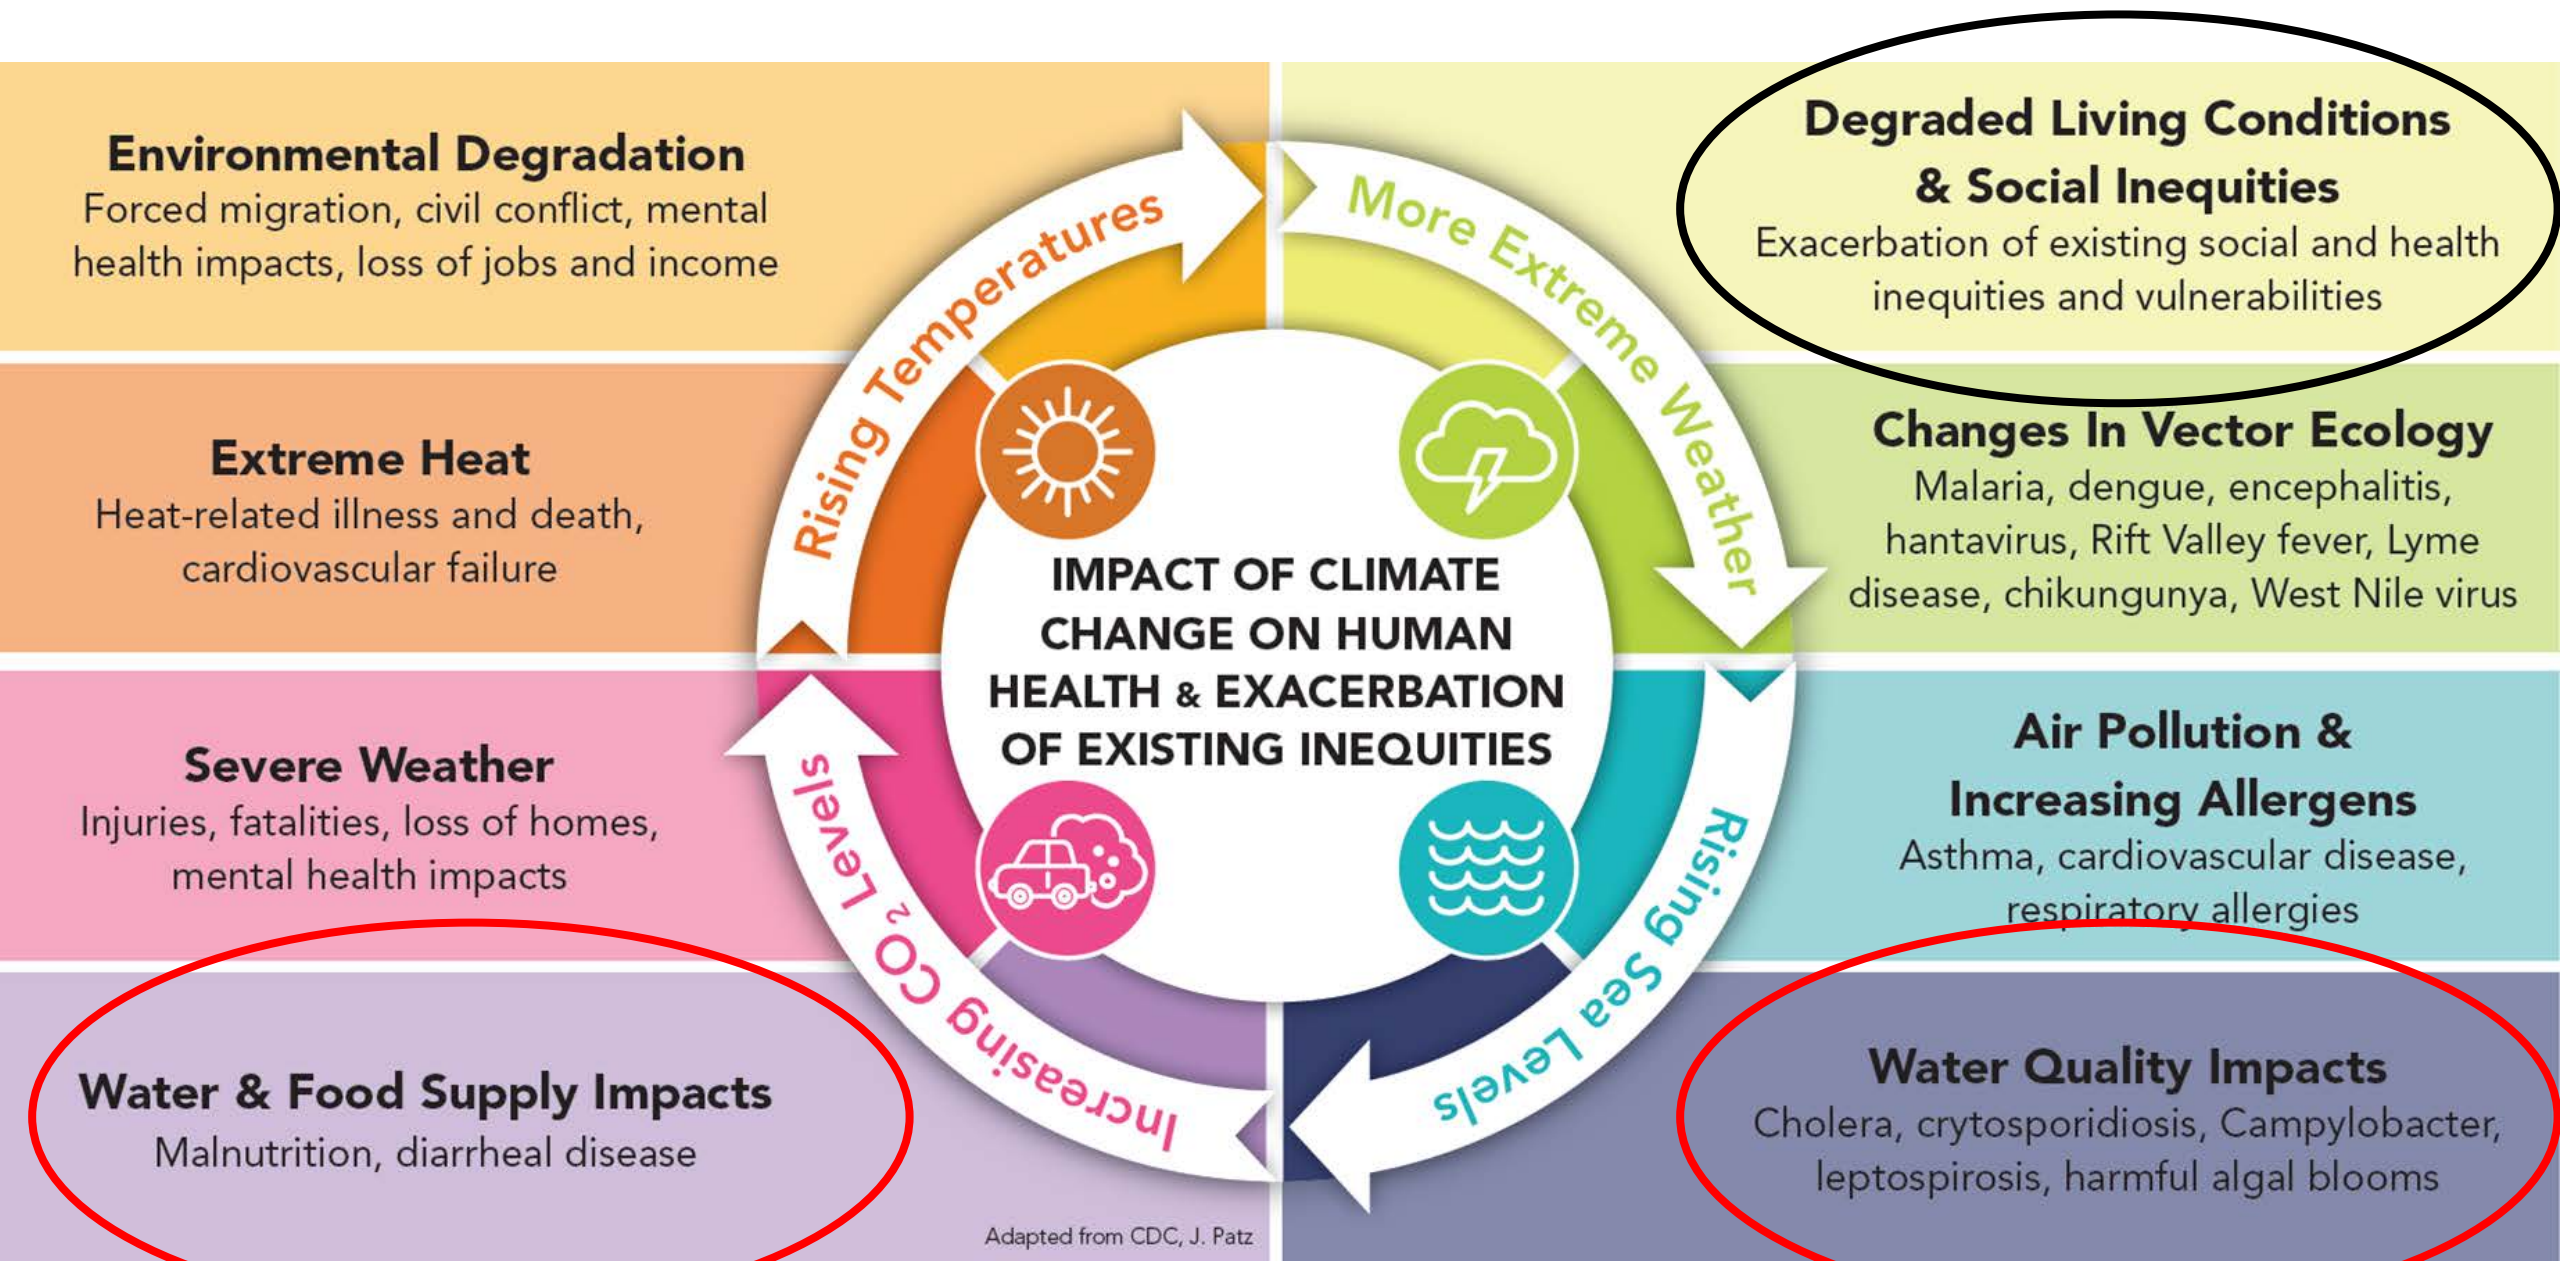 Environmental Degradation
Forced migration, civil conflict, mental
health impacts, loss of jobs and income
Extreme Heat
Heat-related illness and death,
cardiovascular failure
Severe Weather
Injuries, fatalities, loss of homes,
mental health impacts
Water & Food Supply Impacts
Malnutrition, diarrheal disease
Rising Temperatures
More Extreme Weather
Rising Sea Levels
Increasing CO₂ Levels
IMPACT OF CLIMATE
CHANGE ON HUMAN
HEALTH & EXACERBATION
OF EXISTING INEQUITIES
Degraded Living Conditions
& Social Inequities
Exacerbation of existing social and health
inequities and vulnerabilities
Changes In Vector Ecology
Malaria, dengue, encephalitis,
hantavirus, Rift Valley fever, Lyme
disease, chikungunya, West Nile virus
Air Pollution &
Increasing Allergens
Asthma, cardiovascular disease,
respiratory allergies
Water Quality Impacts
Cholera, crytosporidiosis, Campylobacter,
leptospirosis, harmful algal blooms
Adapted from CDC, J. Patz